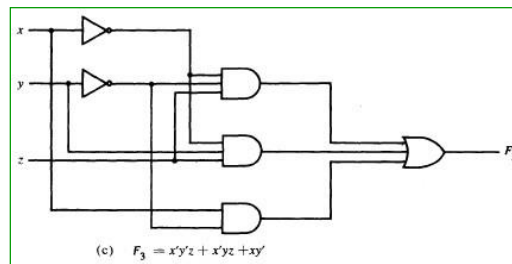 x
y
z
F
(c) F₃ = x'y'z + x'yz + xy'